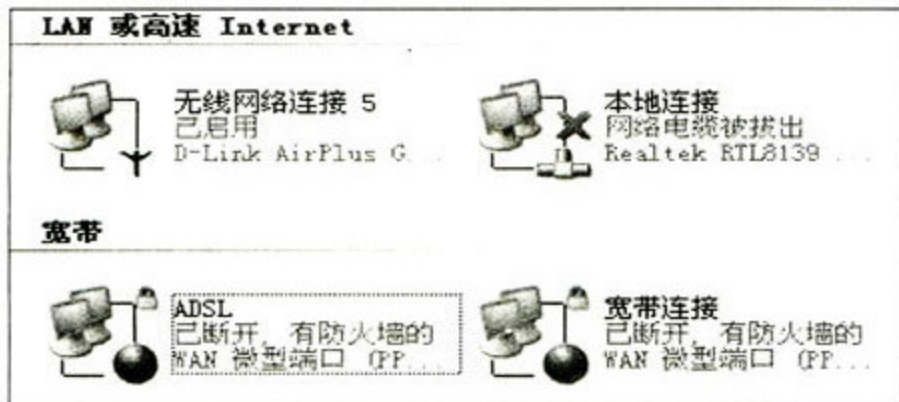 LAN 或高速 Internet
无线网络连接 5
已启用
D-Link AirPlus G...
本地连接
网络电缆被拔出
Realtek RTL8139 ...
宽带
ADSL
已断开, 有防火墙的
WAN 微型端口 (PP...
宽带连接
已断开, 有防火墙的
WAN 微型端口 (PP...